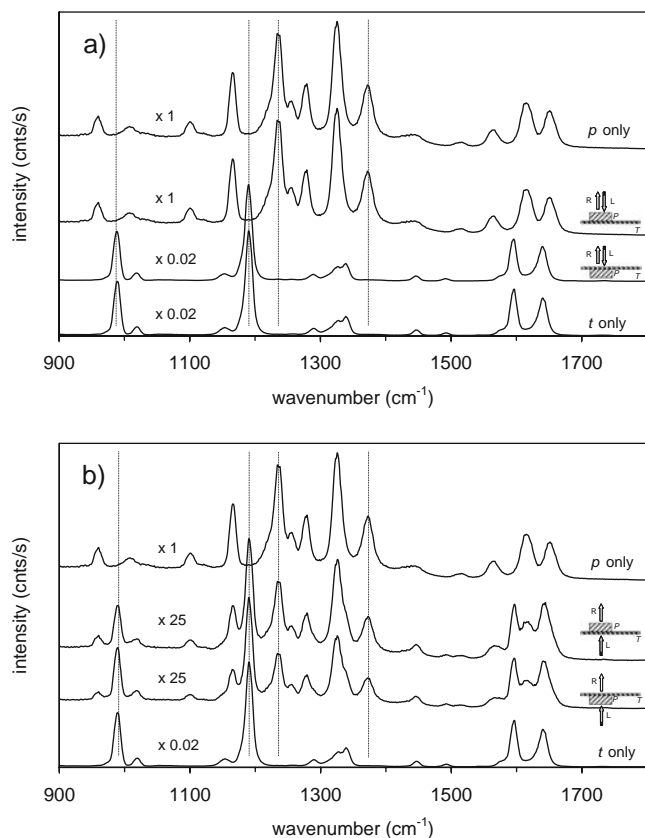 a)
x 1
p only
x 1
R L
P
T
x 0.02
R L
P
T
x 0.02
t only
900 1100 1300 1500 1700
wavenumber (cm-1)
intensity (cnts/s)
b)
x 1
p only
x 25
R
P
T
L
x 25
R
T
P
L
x 0.02
t only
900 1100 1300 1500 1700
wavenumber (cm-1)
intensity (cnts/s)